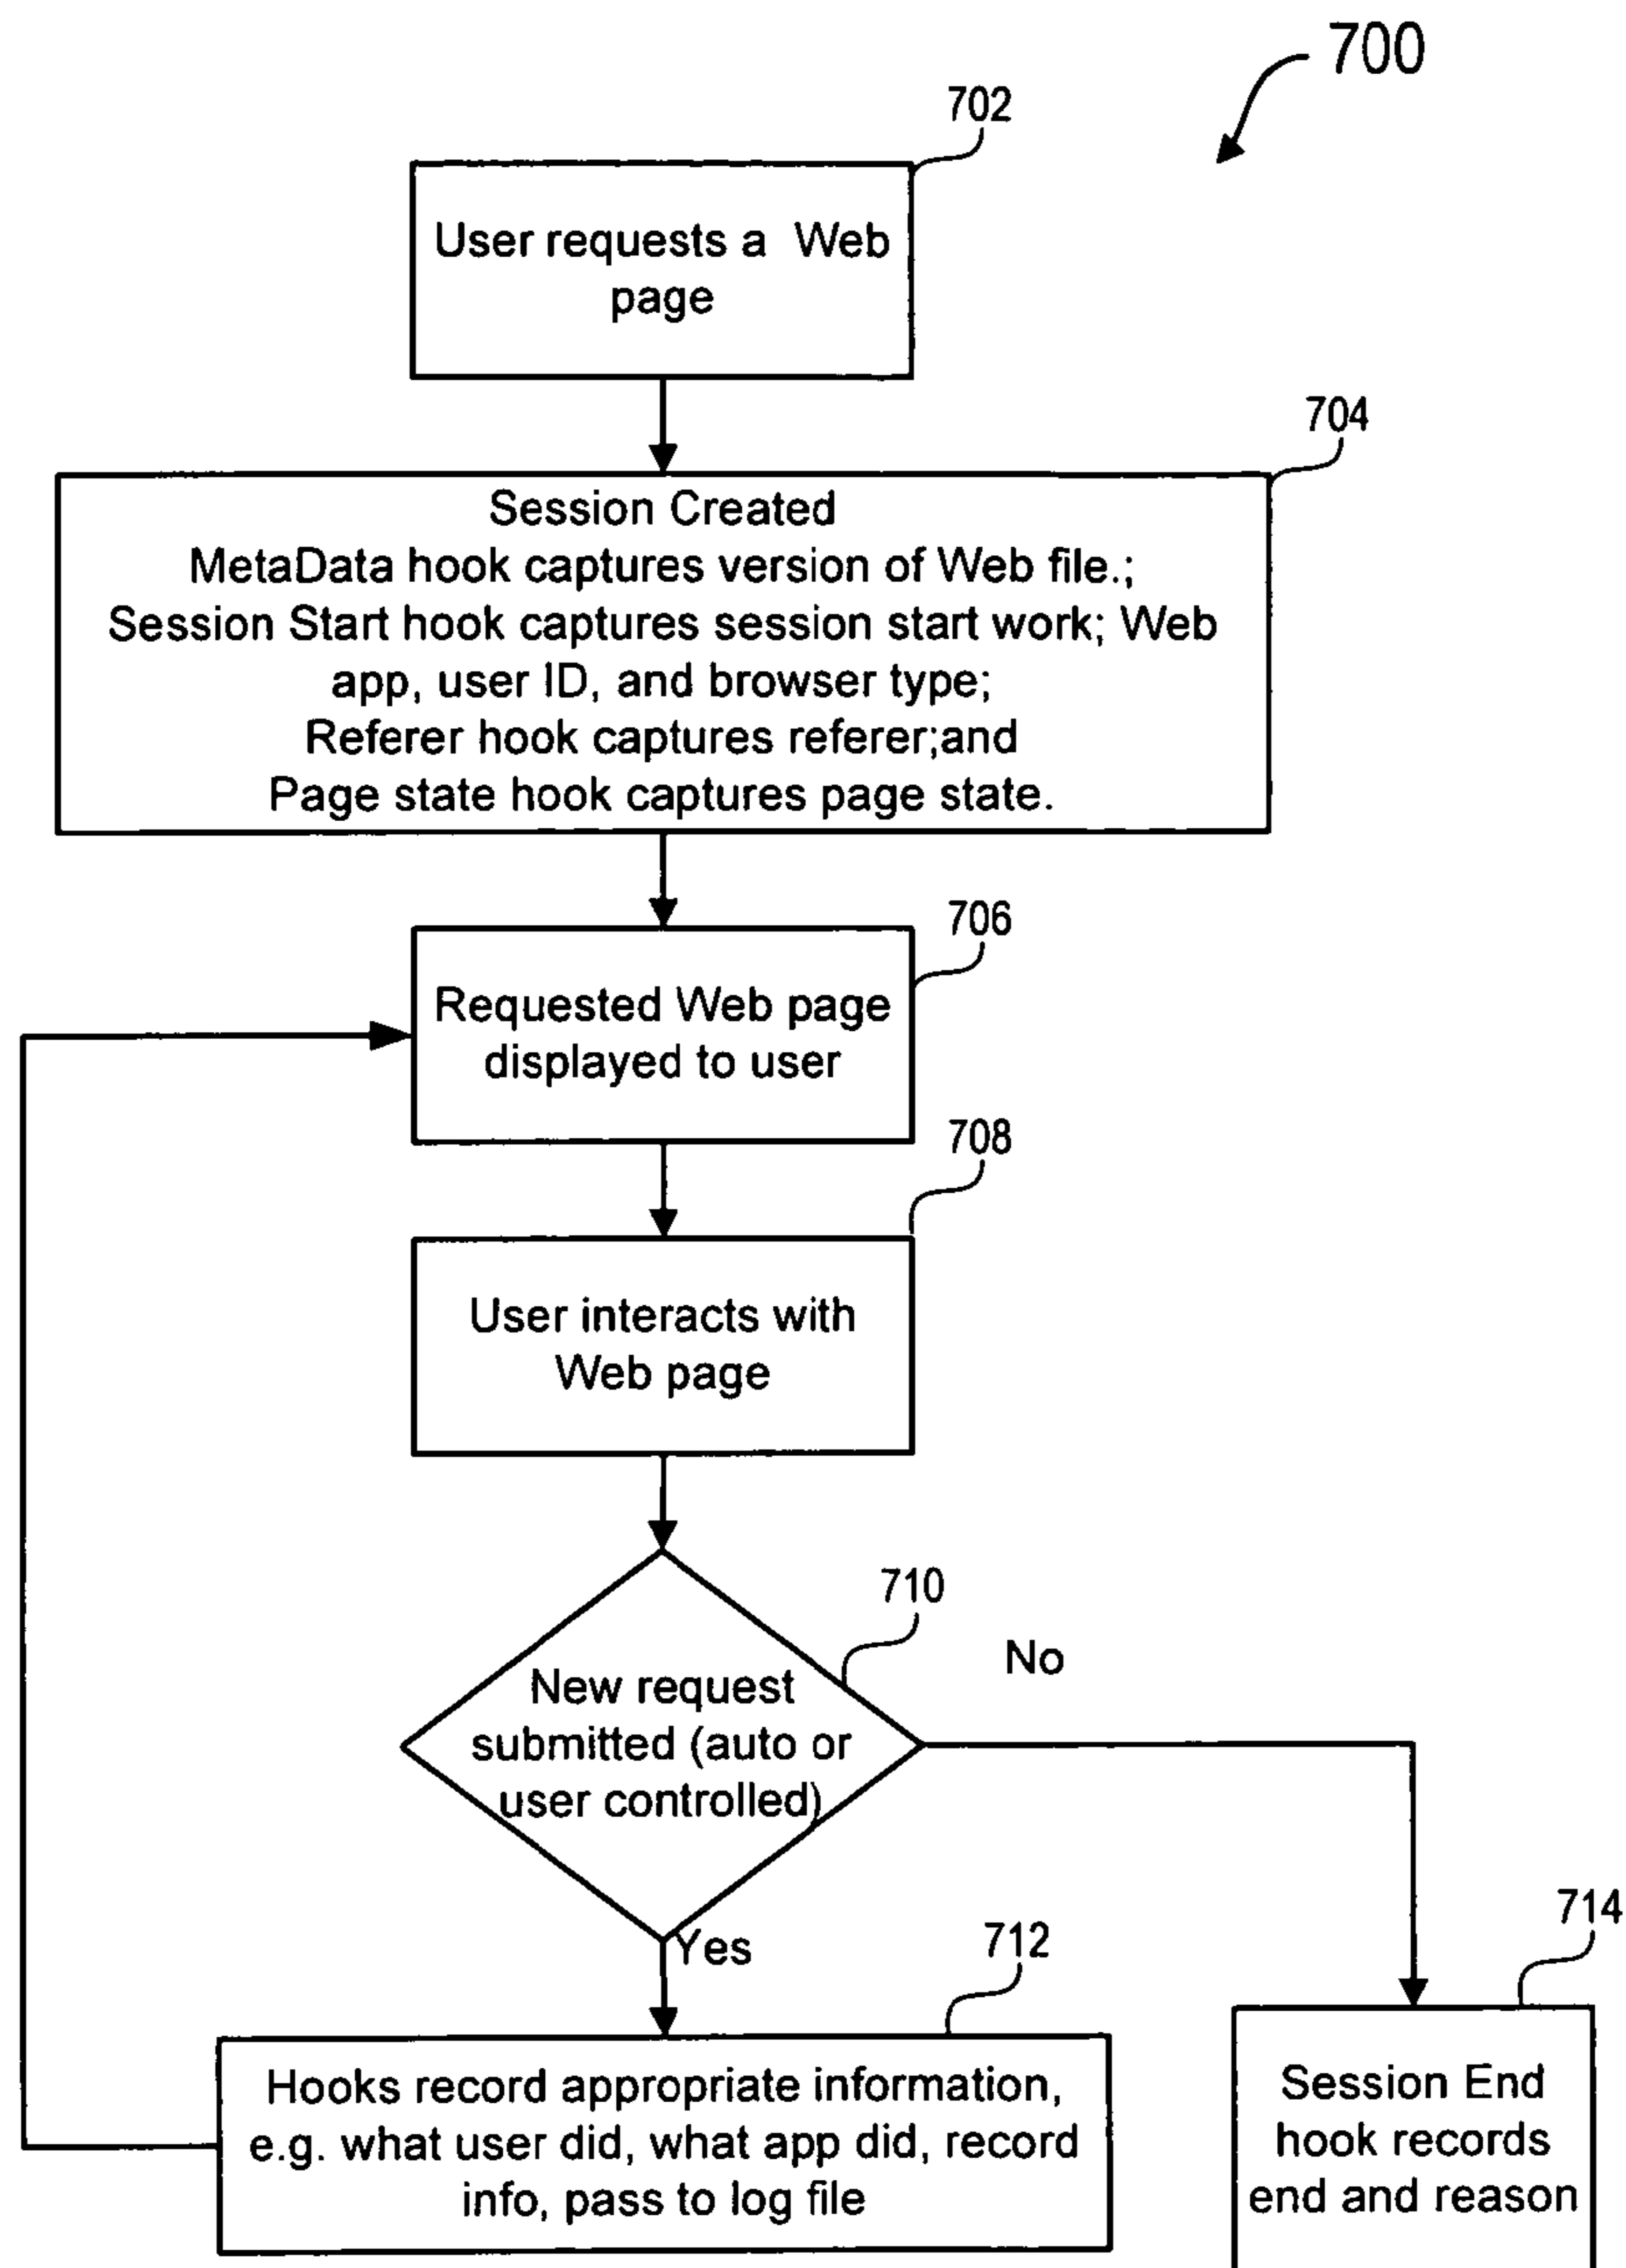 700
702
User requests a Web
page
704
Session Created
MetaData hook captures version of Web file.;
Session Start hook captures session start work; Web
app, user ID, and browser type;
Referer hook captures referer;and
Page state hook captures page state.
706
Requested Web page
displayed to user
708
User interacts with
Web page
710
No
New request
submitted (auto or
user controlled)
Yes
712
714
Hooks record appropriate information,
e.g. what user did, what app did, record
info, pass to log file
Session End
hook records
end and reason